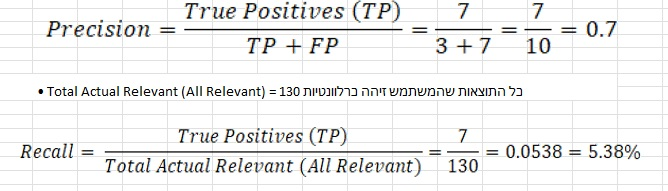 Precision = True Positives (TP) / TP + FP = 7 / 3 + 7 = 7 / 10 = 0.7
• Total Actual Relevant (All Relevant) = 130 כל התוצאות שהמשתמש זיהה כרלוונטיות
Recall = True Positives (TP) / Total Actual Relevant (All Relevant) = 7 / 130 = 0.0538 = 5.38%